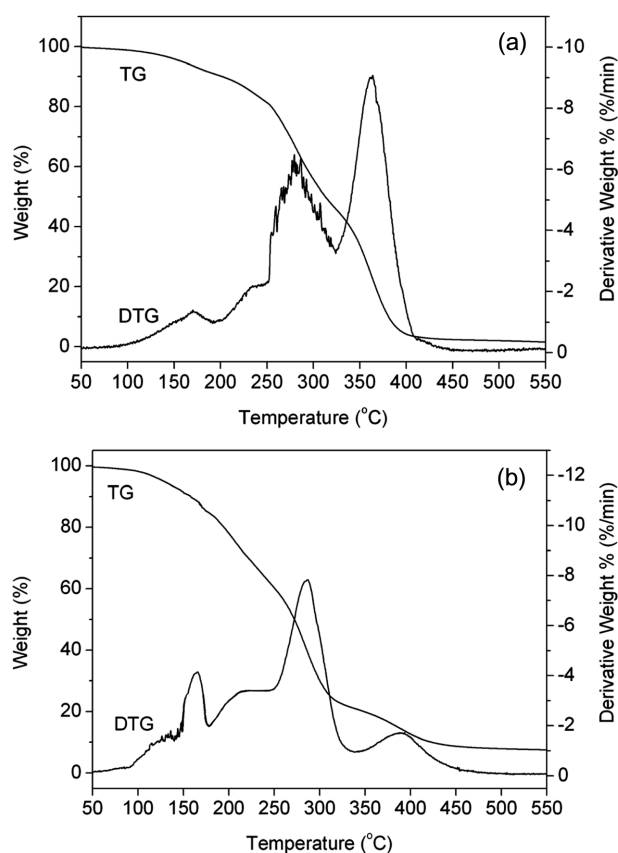 (a)
TG
DTG
100
80
60
40
20
0
Weight (%)
-10
-8
-6
-4
-2
0
Derivative Weight % (%/min)
50 100 150 200 250 300 350 400 450 500 550
Temperature (°C)
(b)
TG
DTG
100
80
60
40
20
0
Weight (%)
-12
-10
-8
-6
-4
-2
0
Derivative Weight % (%/min)
50 100 150 200 250 300 350 400 450 500 550
Temperature (°C)